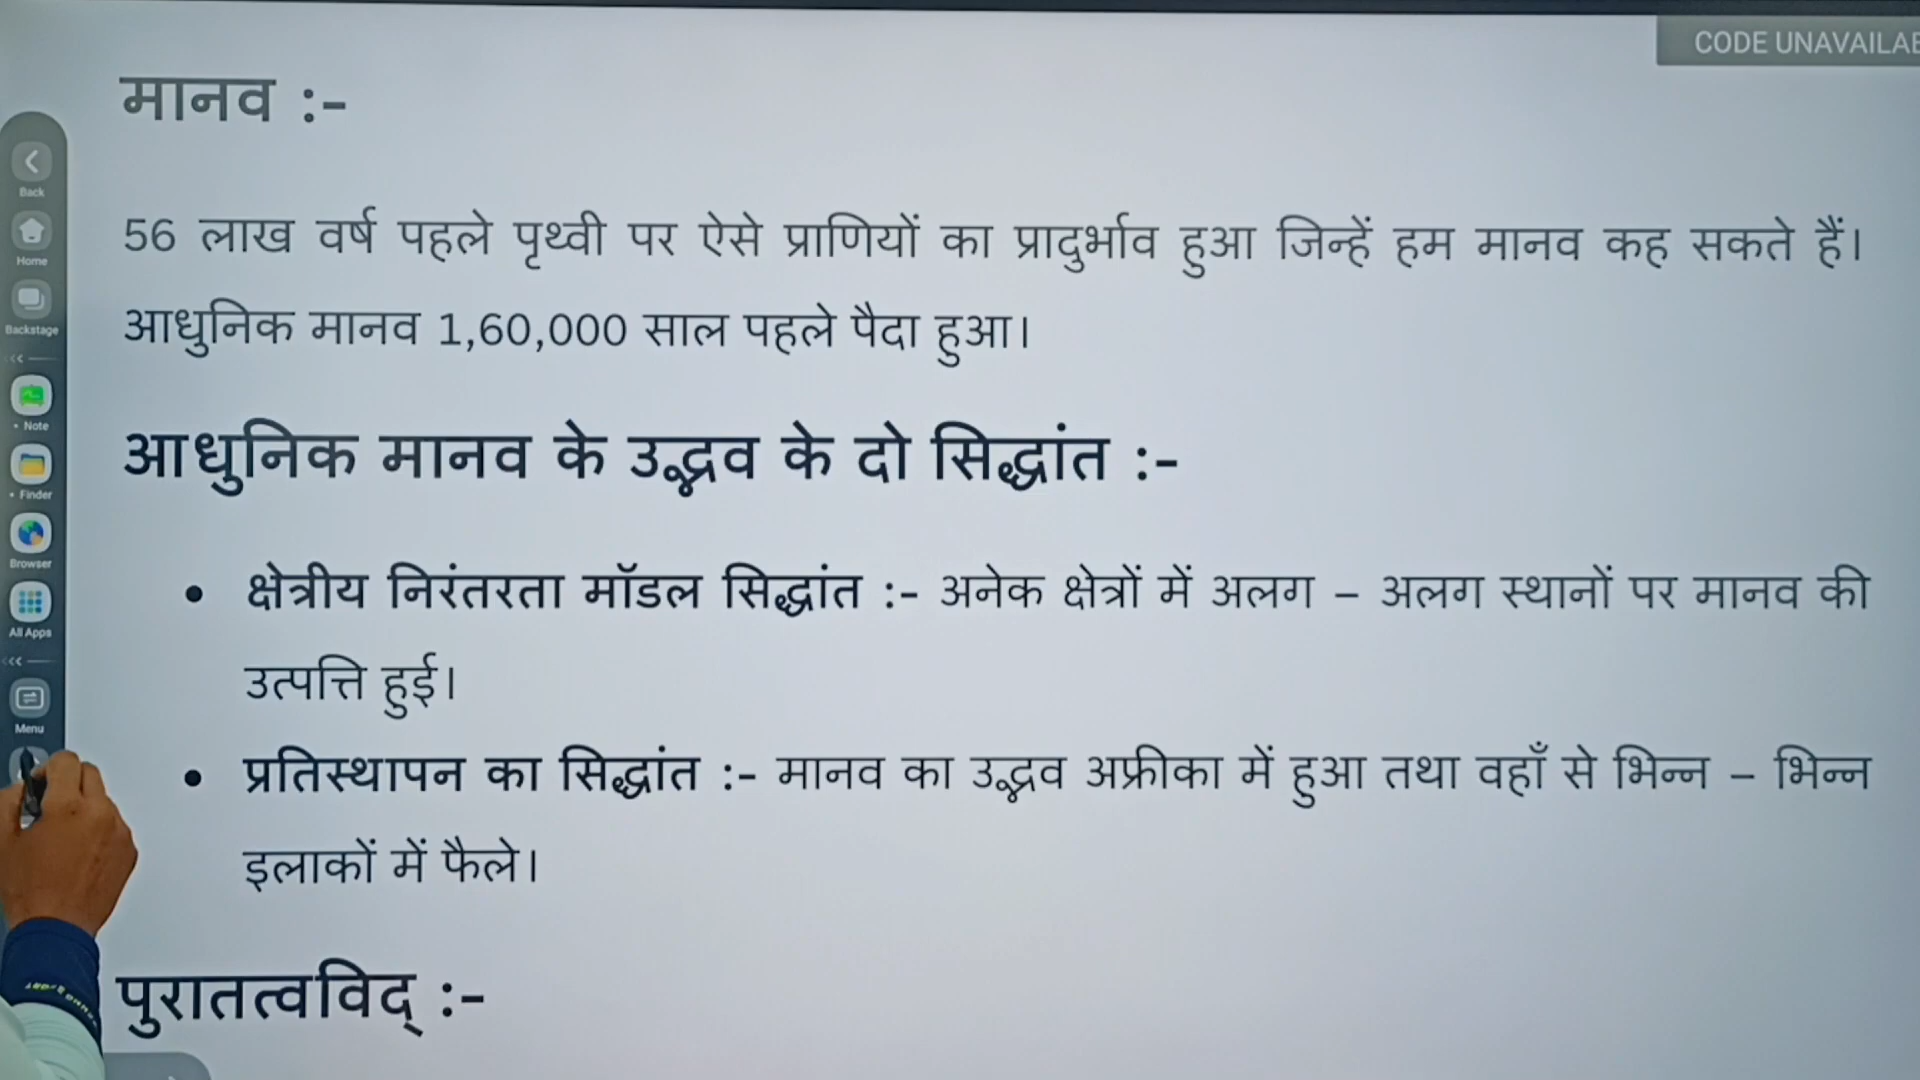 CODE UNAVAILAB
मानव :-
56 लाख वर्ष पहले पृथ्वी पर ऐसे प्राणियों का प्रादुर्भाव हुआ जिन्हें हम मानव कह सकते हैं।
आधुनिक मानव 1,60,000 साल पहले पैदा हुआ।
आधुनिक मानव के उद्भव के दो सिद्धांत :-
• क्षेत्रीय निरंतरता मॉडल सिद्धांत :- अनेक क्षेत्रों में अलग – अलग स्थानों पर मानव की
उत्पत्ति हुई।
• प्रतिस्थापन का सिद्धांत :- मानव का उद्भव अफ्रीका में हुआ तथा वहाँ से भिन्न – भिन्न
इलाकों में फैले।
पुरातत्वविद् :-
Back
Home
Backstage
Note
Finder
Browser
All Apps
Menu